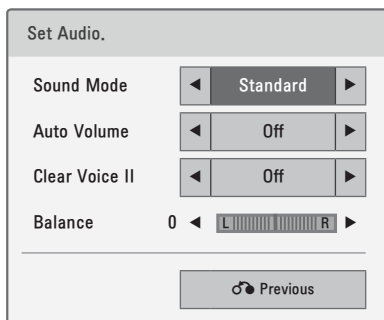 Set Audio.
Sound Mode ◄ Standard ►
Auto Volume ◄ Off ►
Clear Voice II ◄ Off ►
Balance 0 ◄ L R ►
Previous